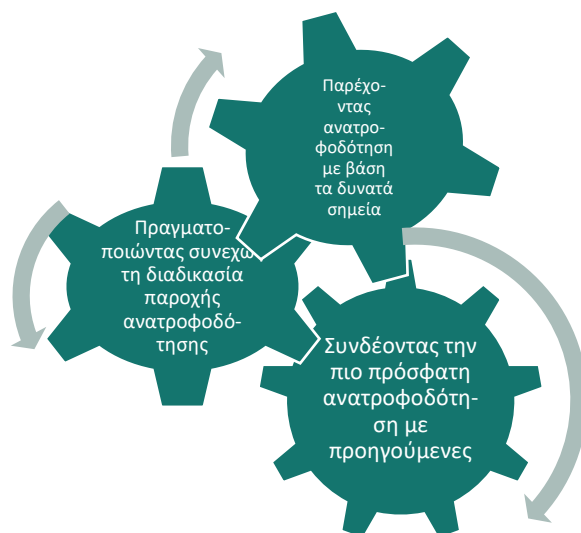 Παρέχο-
ντας
ανατρο-
φοδότηση
με βάση
τα δυνατά
σημεία
Πραγματο-
ποιώντας συνεχώ
τη διαδικασία
παροχής
ανατροφοδό-
τησης
Συνδέοντας την
πιο πρόσφατη
ανατροφοδότη-
ση με
προηγούμενες